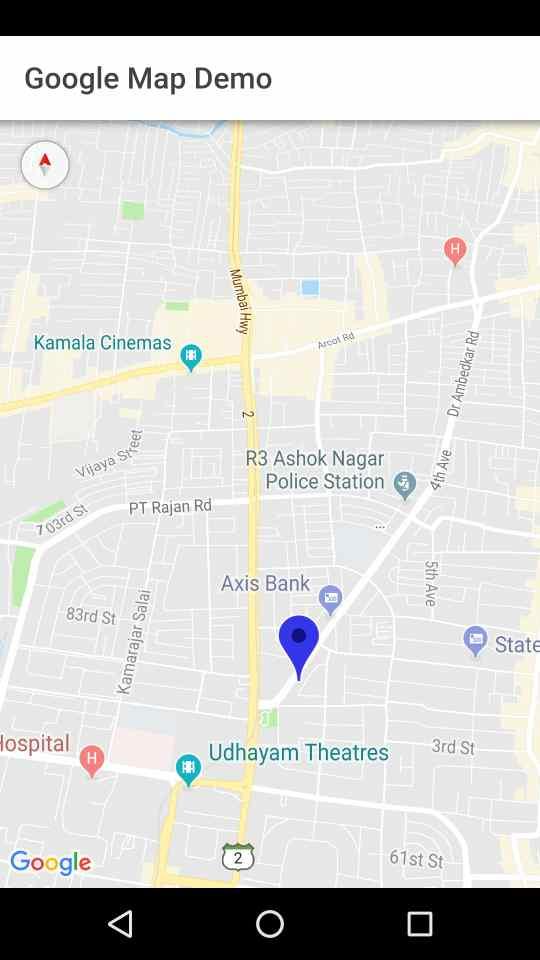 Google Map Demo
H
Mumbai Hwy
Arcot Rd
Kamala Cinemas
Dr Ambedkar Rd
2
Vijaya Street
R3 Ashok Nagar
Police Station
4th Ave
PT Rajan Rd
7 03rd St
...
5th Ave
Axis Bank
83rd St
Kamarajar Salai
State
Hospital
H
Udhayam Theatres
3rd St
2
61st St
Google